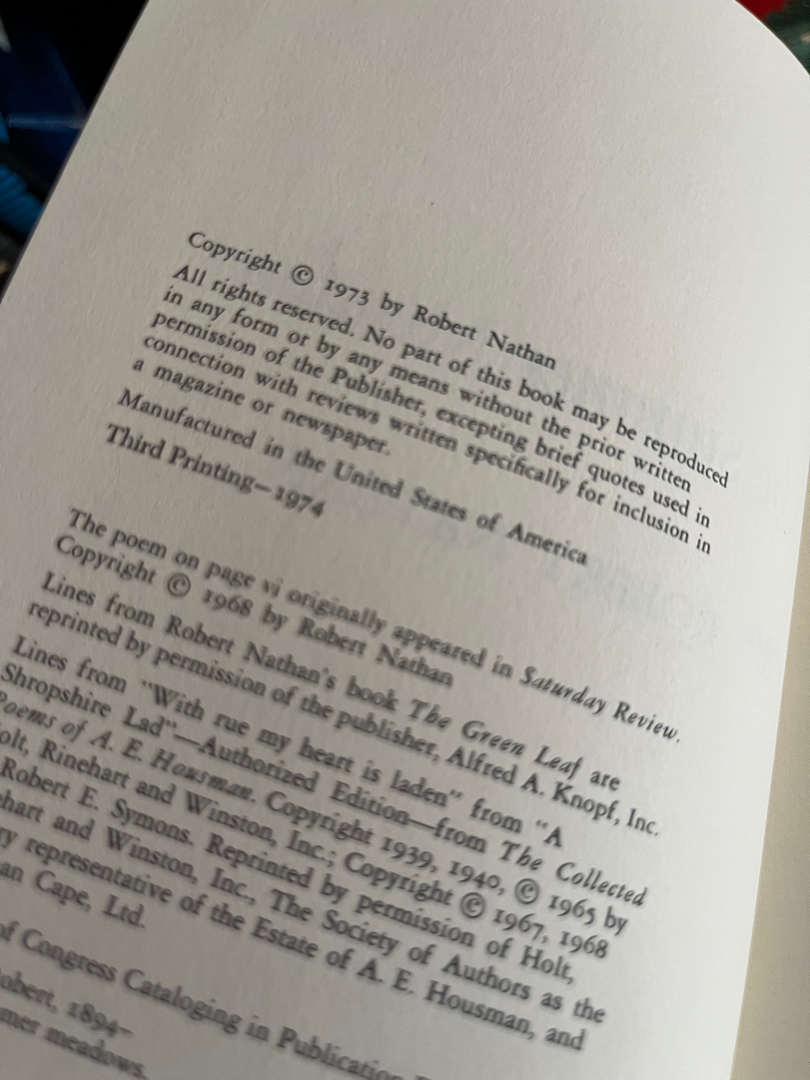 Copyright © 1973 by Robert Nathan
All rights reserved. No part of this book may be reproduced
in any form or by any means without the prior written
permission of the Publisher, excepting brief quotes used in
connection with reviews written specifically for inclusion in
a magazine or newspaper.
Manufactured in the United States of America
Third Printing—1974
The poem on page vi originally appeared in Saturday Review.
Copyright © 1968 by Robert Nathan
Lines from Robert Nathan's book The Green Leaf are
reprinted by permission of the publisher, Alfred A. Knopf, Inc.
Lines from "With rue my heart is laden" from "A
Shropshire Lad"—Authorized Edition—from The Collected
Poems of A. E. Housman. Copyright 1939, 1940, © 1965 by
olt, Rinehart and Winston, Inc.; Copyright © 1967, 1968
Robert E. Symons. Reprinted by permission of Holt,
ehart and Winston, Inc., The Society of Authors as the
ry representative of the Estate of A. E. Housman, and
an Cape, Ltd.
of Congress Cataloging in Publication
obert, 1894–
mer meadows.